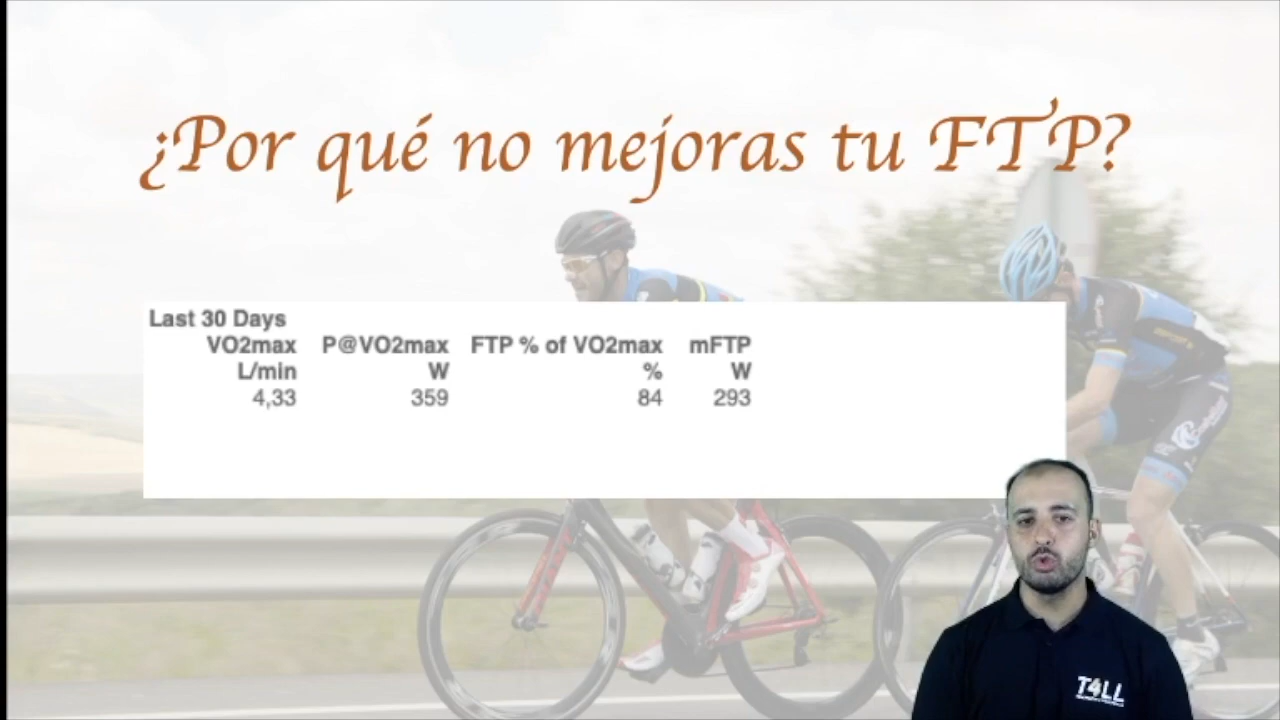 ¿Por qué no mejoras tu FTP?
Last 30 Days
VO2max P@VO2max FTP % of VO2max mFTP
L/min W % W
4,33 359 84 293
T4LL